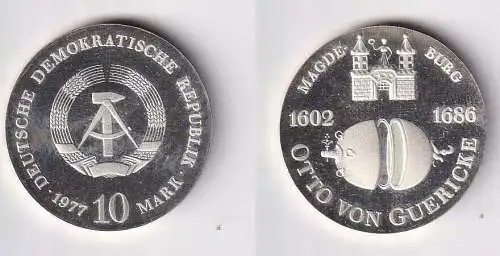 DEUTSCHE DEMOKRATISCHE REPUBLIK
· 1977 10 MARK ·
MAGDE- BURG
1602 1686
OTTO VON GUERICKE